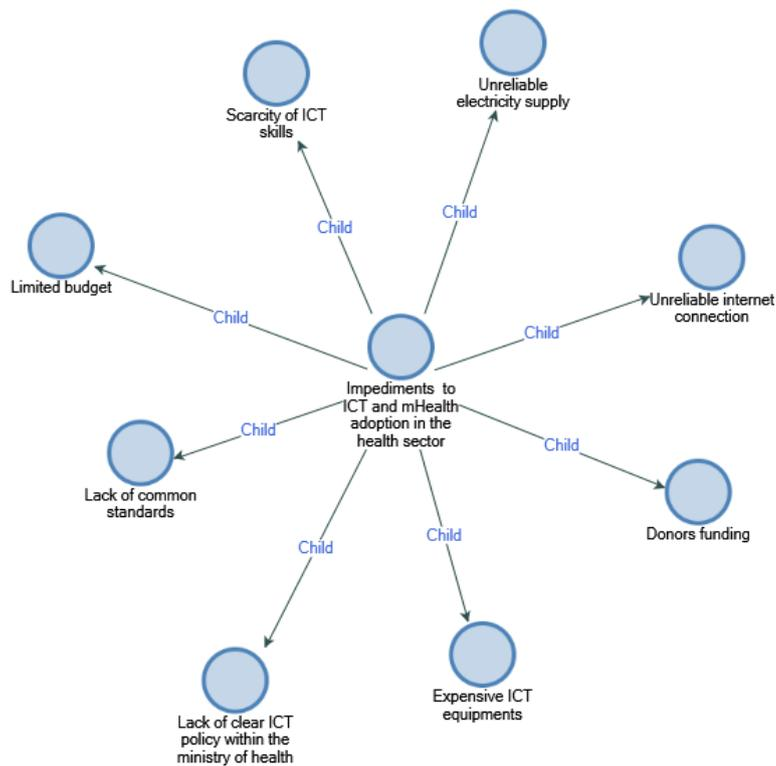 Unreliable
electricity supply
Scarcity of ICT
skills
Child
Child
Limited budget
Unreliable internet
connection
Child
Child
Impediments to
ICT and mHealth
adoption in the
health sector
Child
Child
Lack of common
standards
Donors funding
Child
Child
Expensive ICT
equipments
Lack of clear ICT
policy within the
ministry of health